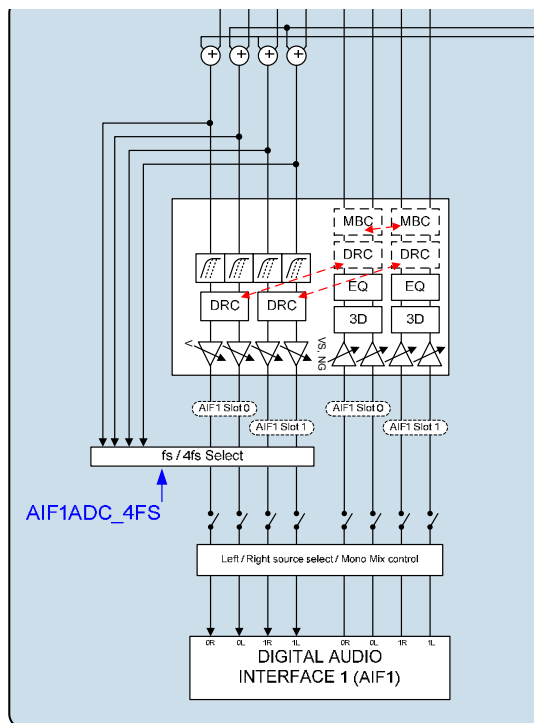 + + + +
MBC MBC
DRC DRC
DRC DRC EQ EQ
3D 3D
V VS, NG
AIF1 Slot 0 AIF1 Slot 0
AIF1 Slot 1 AIF1 Slot 1
fs / 4fs Select
AIF1ADC_4FS
Left / Right source select / Mono Mix control
0R 0L 1R 1L 0R 0L 1R 1L
DIGITAL AUDIO
INTERFACE 1 (AIF1)